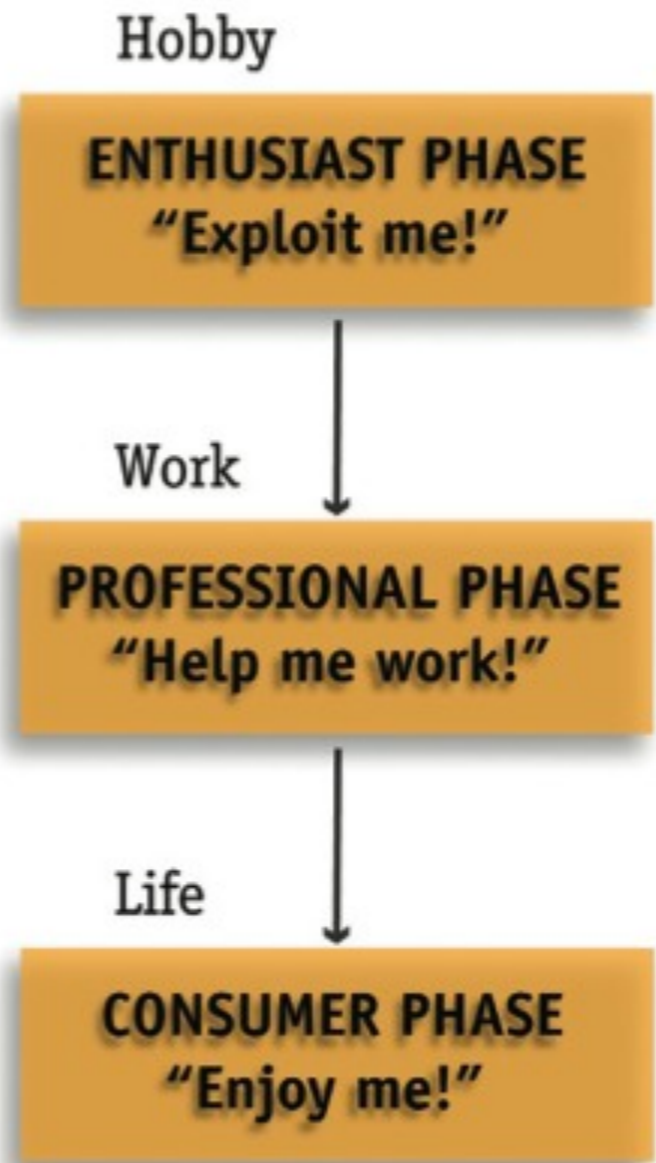 Hobby
ENTHUSIAST PHASE
“Exploit me!”
Work
PROFESSIONAL PHASE
“Help me work!”
Life
CONSUMER PHASE
“Enjoy me!”